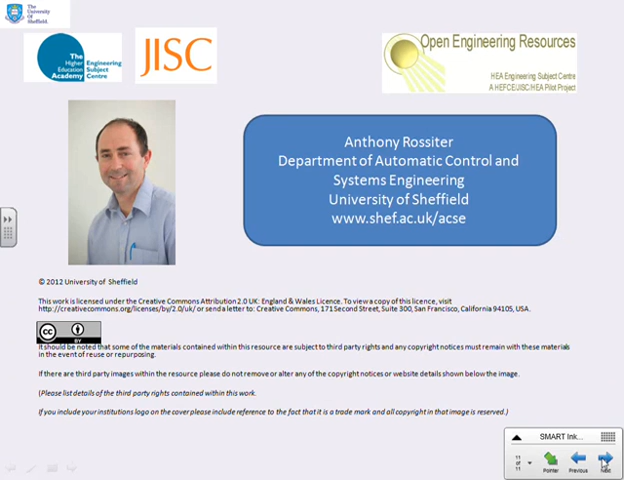 The
University
Of
Sheffield.
The
Higher
Education
Academy
Engineering
Subject
Centre
JISC
Open Engineering Resources
HEA Engineering Subject Centre
A HEFCE/JISC/HEA Pilot Project
Anthony Rossiter
Department of Automatic Control and
Systems Engineering
University of Sheffield
www.shef.ac.uk/acse
© 2012 University of Sheffield
This work is licensed under the Creative Commons Attribution 2.0 UK: England & Wales Licence. To view a copy of this licence, visit
http://creativecommons.org/licenses/by/2.0/uk/ or send a letter to: Creative Commons, 171 Second Street, Suite 300, San Francisco, California 94105, USA.
cc
BY
It should be noted that some of the materials contained within this resource are subject to third party rights and any copyright notices must remain with these materials
in the event of reuse or repurposing.
If there are third party images within the resource please do not remove or alter any of the copyright notices or website details shown below the image.
(Please list details of the third party rights contained within this work.
If you include your institutions logo on the cover please include reference to the fact that it is a trade mark and all copyright in that image is reserved.)
SMART Ink...
11
of
11
Pointer Previous Next